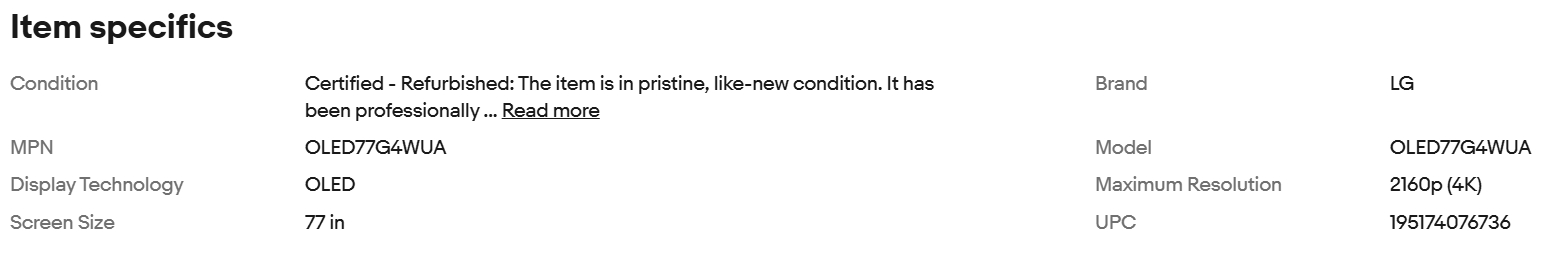 Item specifics
Condition
Certified - Refurbished: The item is in pristine, like-new condition. It has
been professionally ... Read more
Brand
LG
MPN
OLED77G4WUA
Model
OLED77G4WUA
Display Technology
OLED
Maximum Resolution
2160p (4K)
Screen Size
77 in
UPC
195174076736